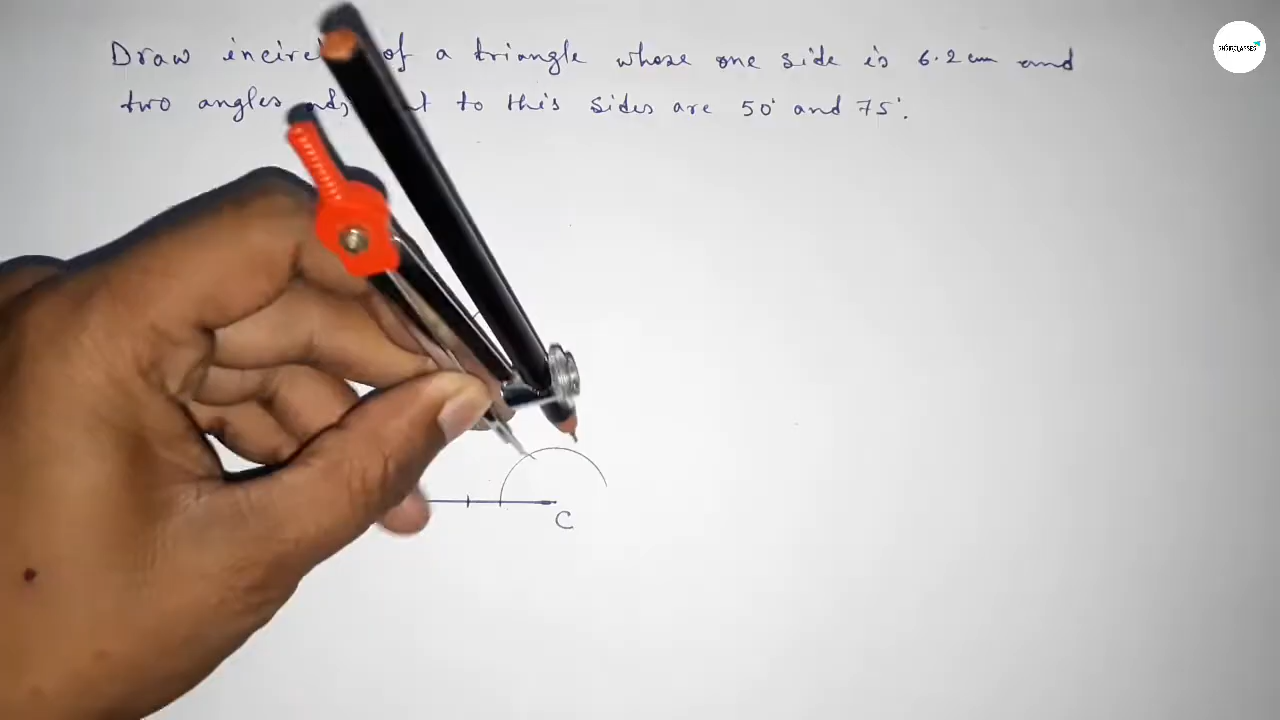 Draw of a triangle whose one side is 6.2 cm and
two angles to this sides are 50° and 75°.
C